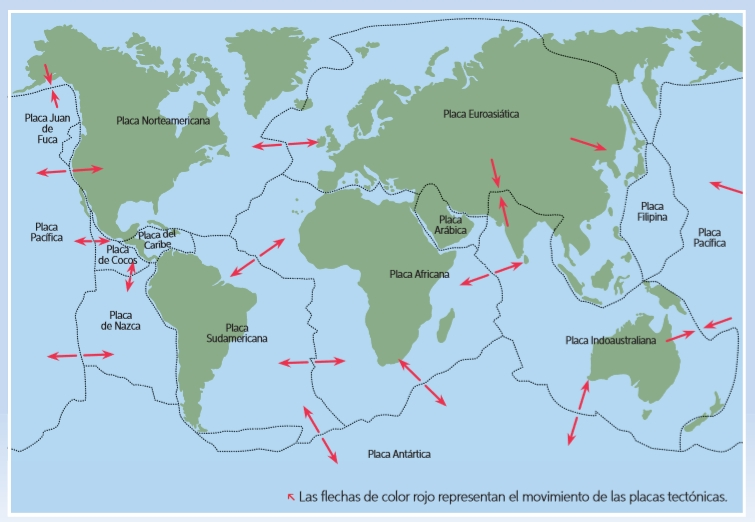 Placa Juan
de
Fuca
Placa Norteamericana
Placa Euroasiática
Placa
Pacífica
Placa del
Caribe
Placa
de Cocos
Placa
Arábica
Placa
Filipina
Placa
Pacífica
Placa Africana
Placa
de Nazca
Placa
Sudamericana
Placa Indoaustraliana
Placa Antártica
Las flechas de color rojo representan el movimiento de las placas tectónicas.